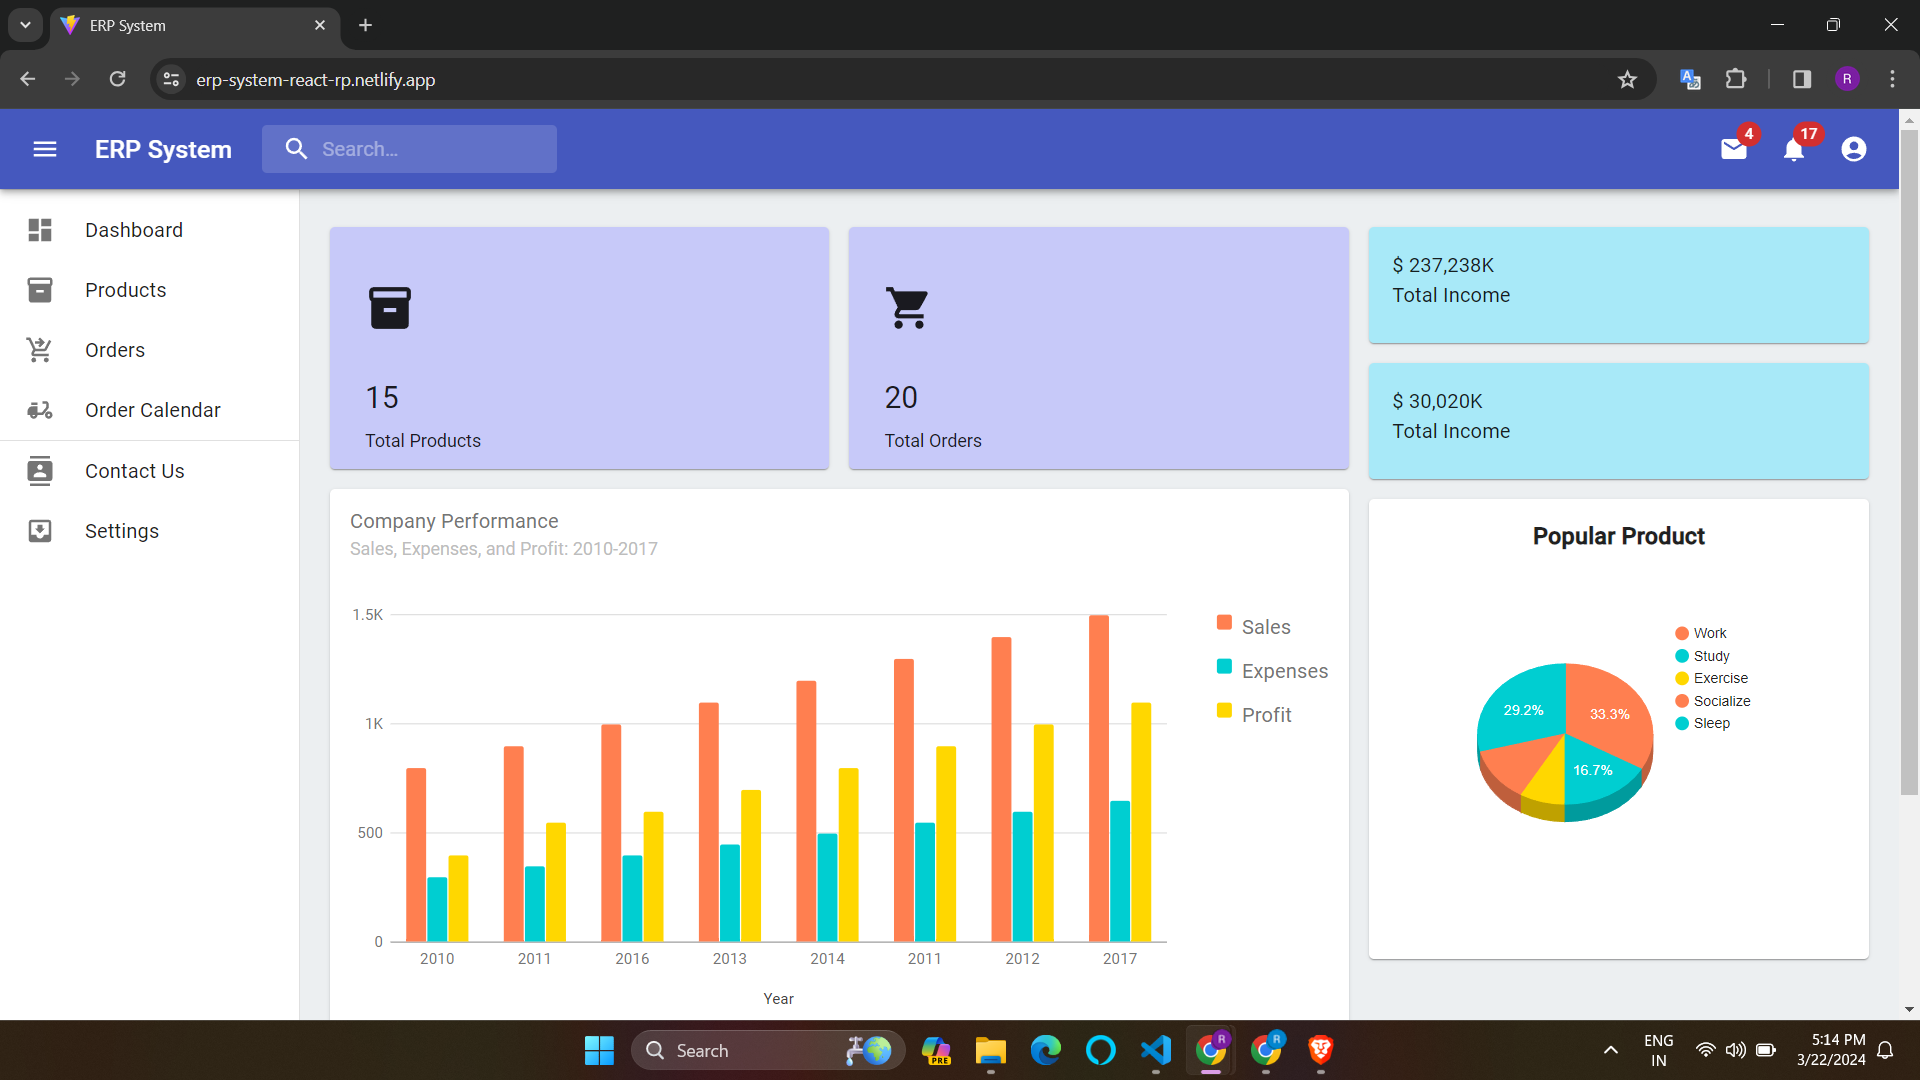 ERP System
erp-system-react-rp.netlify.app
R
ERP System
Search...
4
17
Dashboard
Products
Orders
Order Calendar
Contact Us
Settings
15
Total Products
20
Total Orders
$ 237,238K
Total Income
$ 30,020K
Total Income
Company Performance
Sales, Expenses, and Profit: 2010-2017
1.5K
1K
500
0
2010
2011
2016
2013
2014
2011
2012
2017
Year
Sales
Expenses
Profit
Popular Product
33.3%
16.7%
29.2%
Work
Study
Exercise
Socialize
Sleep
Search
PRE
R
R
ENG
IN
5:14 PM
3/22/2024